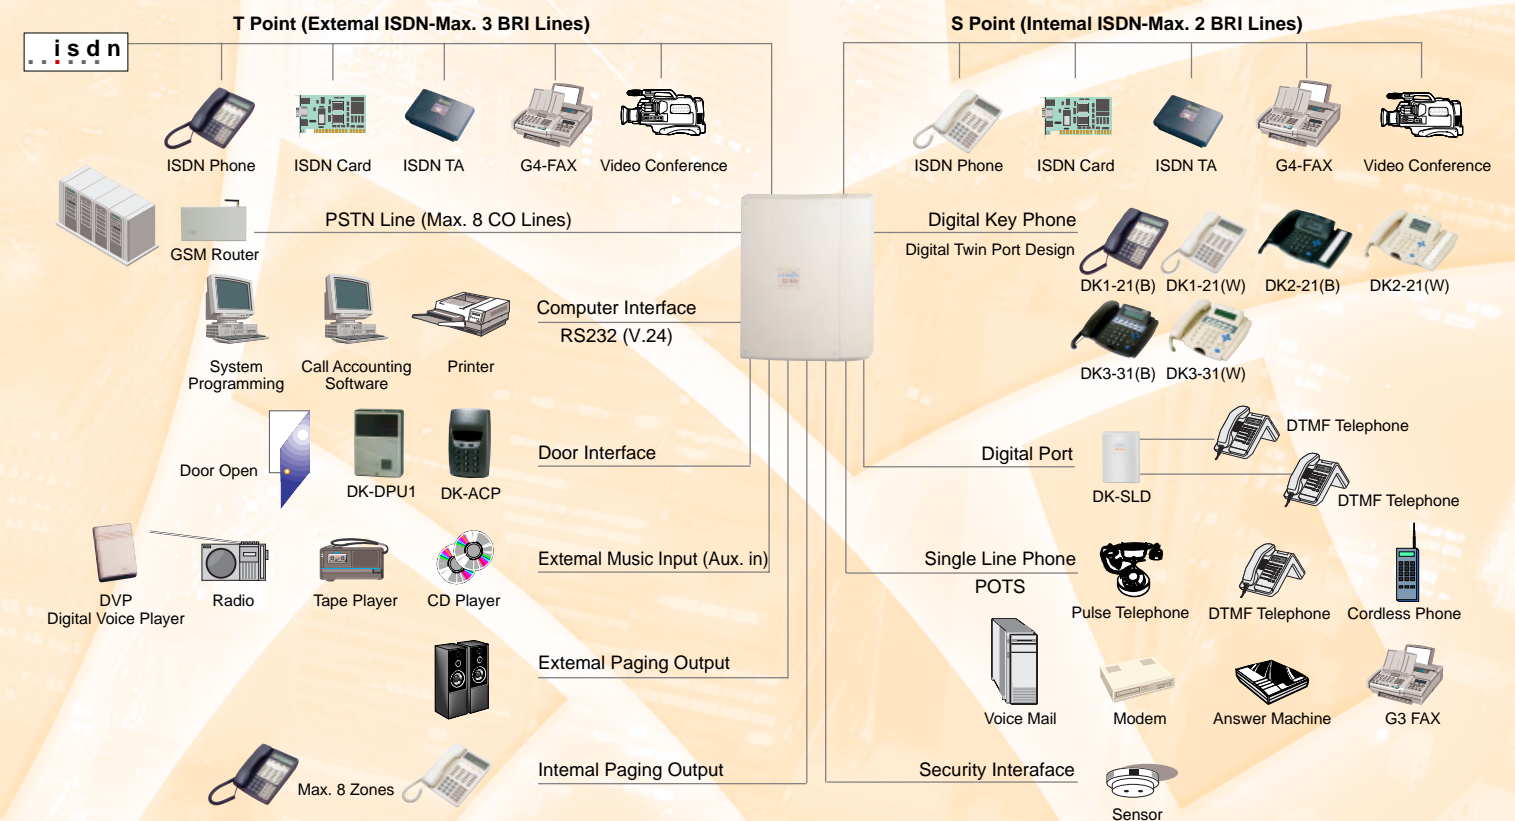 T Point (External ISDN-Max. 3 BRI Lines)
S Point (Internal ISDN-Max. 2 BRI Lines)
isdn
ISDN Phone
ISDN Card
ISDN TA
G4-FAX
Video Conference
ISDN Phone
ISDN Card
ISDN TA
G4-FAX
Video Conference
PSTN Line (Max. 8 CO Lines)
GSM Router
Digital Key Phone
Digital Twin Port Design
DK1-21(B)
DK1-21(W)
DK2-21(B)
DK2-21(W)
Computer Interface
RS232 (V.24)
System
Programming
Call Accounting
Software
Printer
DK3-31(B)
DK3-31(W)
Door Interface
Door Open
DK-DPU1
DK-ACP
Digital Port
DK-SLD
DTMF Telephone
DTMF Telephone
External Music Input (Aux. in)
DVP
Digital Voice Player
Radio
Tape Player
CD Player
Single Line Phone
POTS
Pulse Telephone
DTMF Telephone
Cordless Phone
External Paging Output
Voice Mail
Modem
Answer Machine
G3 FAX
Internal Paging Output
Max. 8 Zones
Security Interaface
Sensor